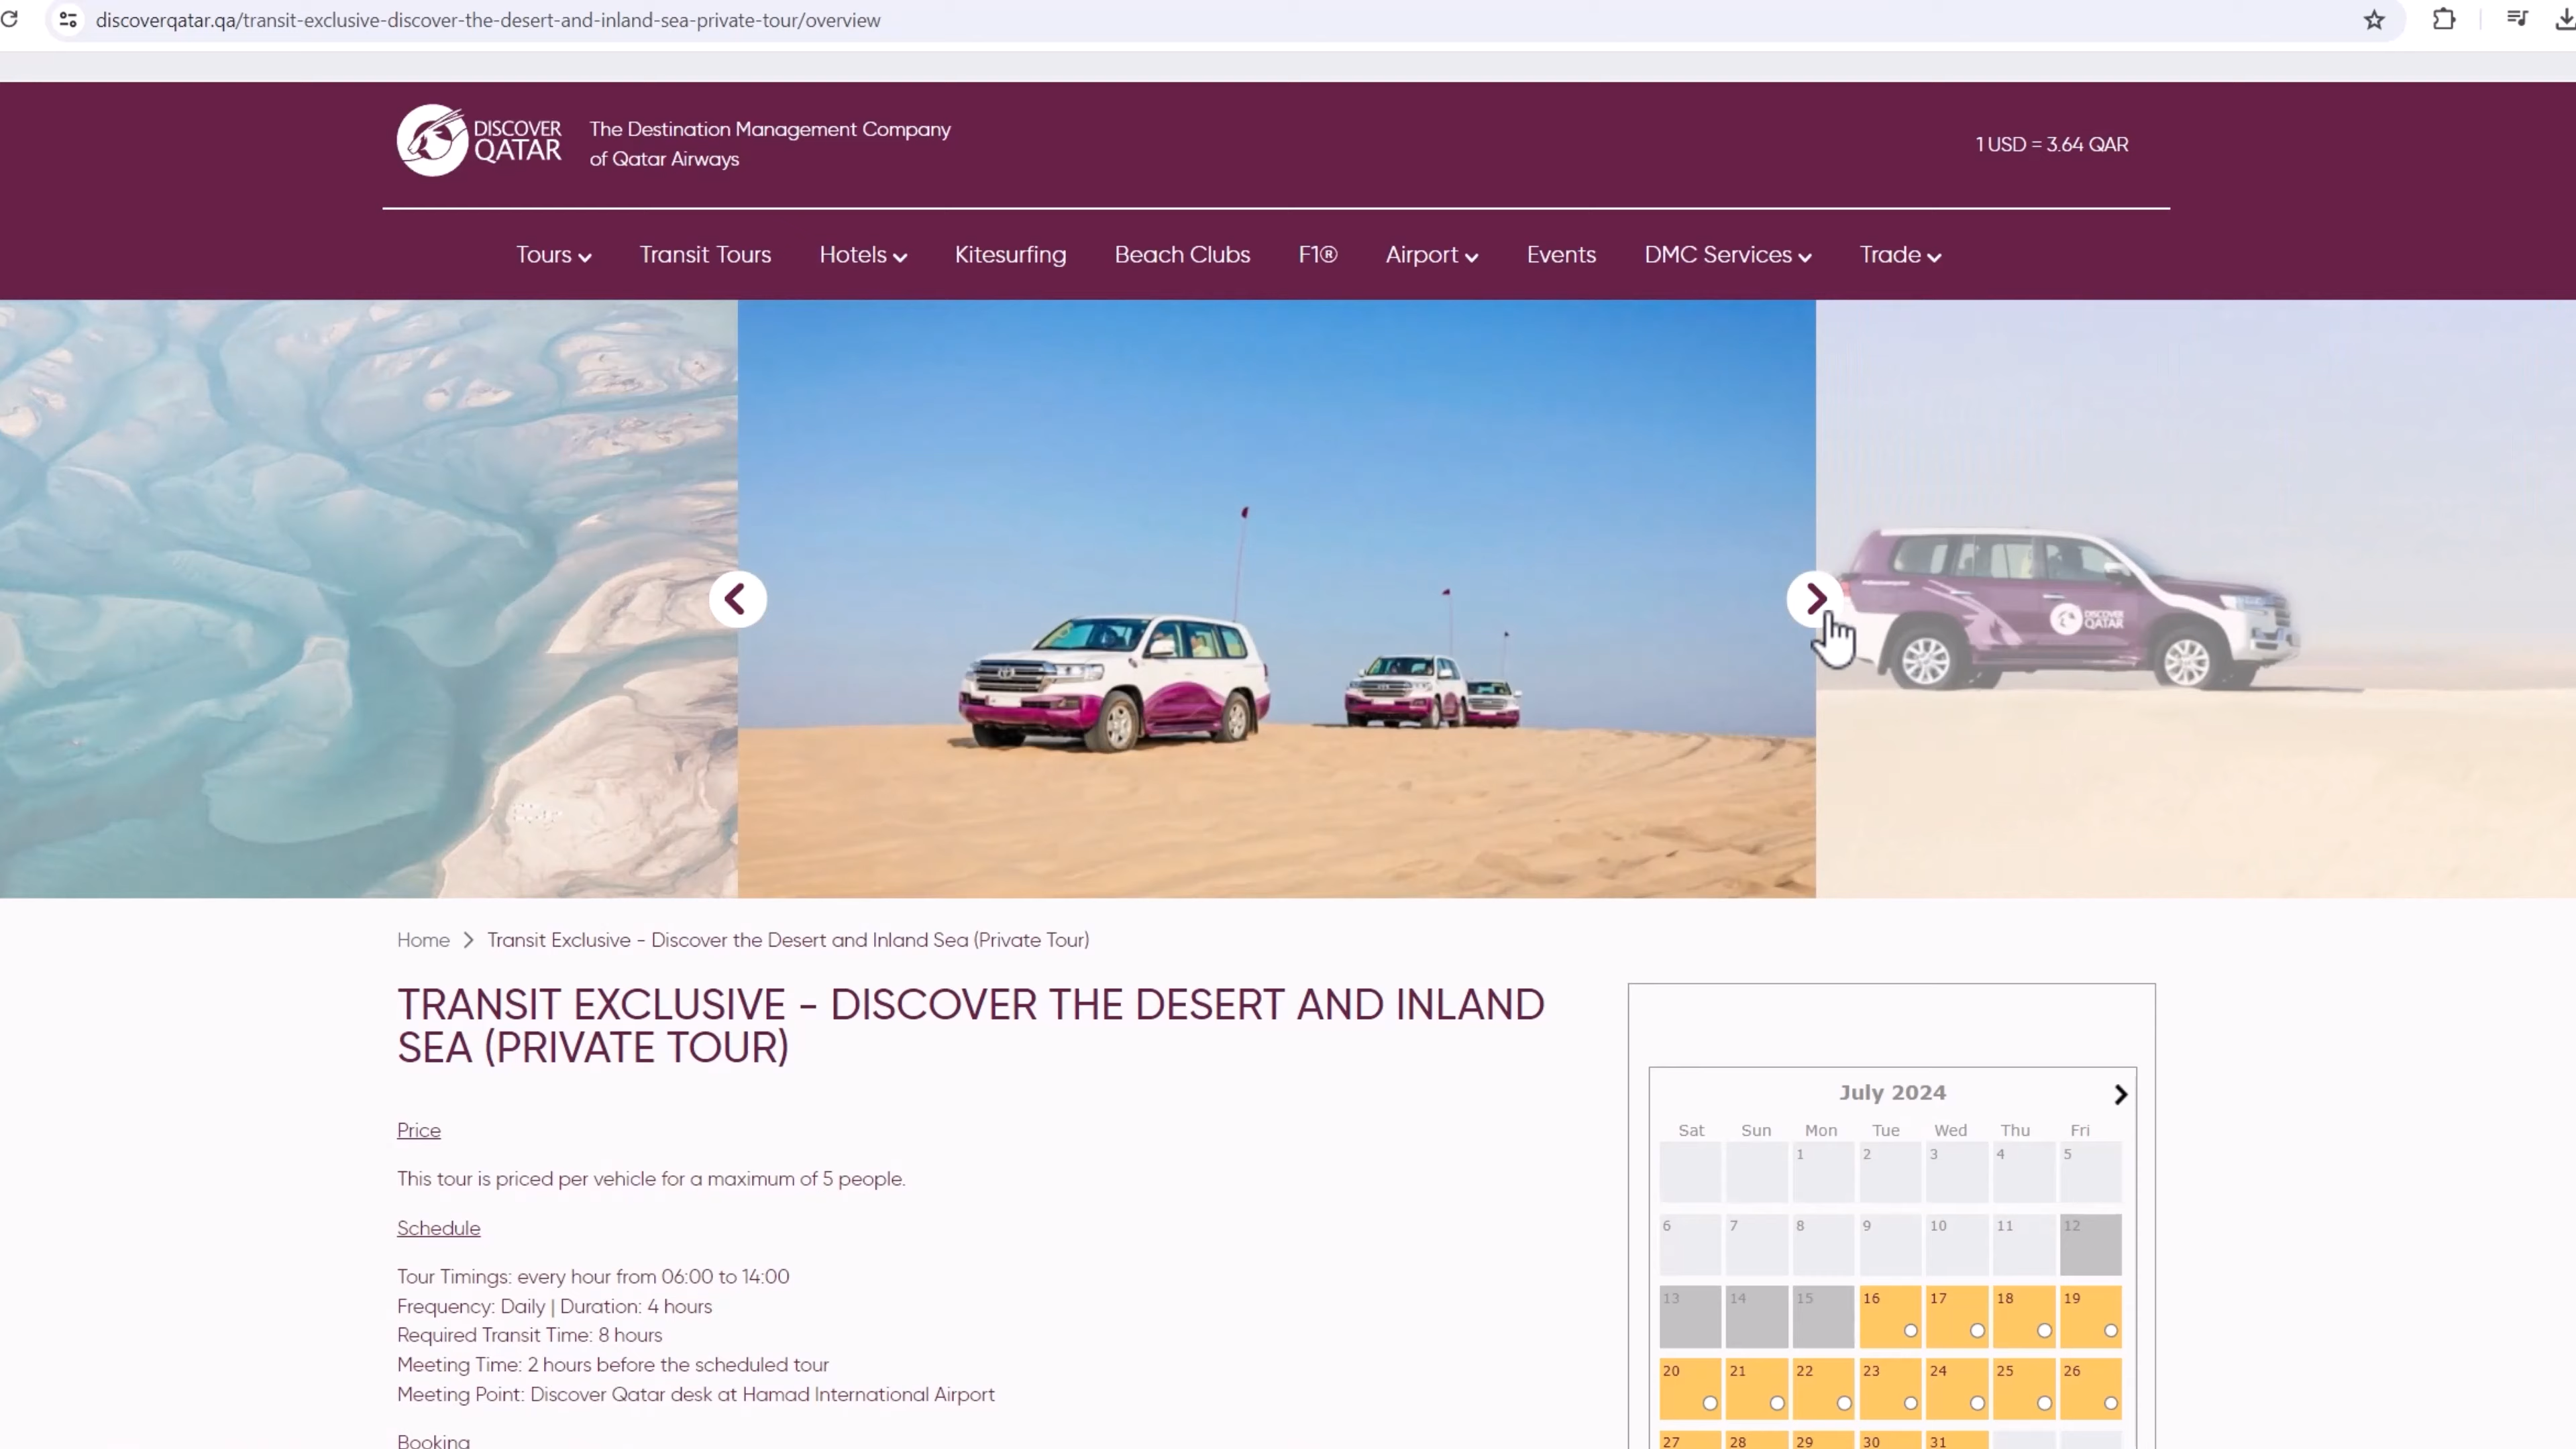 discoverqatar.qa/transit-exclusive-discover-the-desert-and-inland-sea-private-tour/overview
DISCOVER
QATAR
The Destination Management Company
of Qatar Airways
1 USD = 3.64 QAR
Tours Transit Tours Hotels Kitesurfing Beach Clubs F1® Airport Events DMC Services Trade
DISCOVER
QATAR
Home > Transit Exclusive - Discover the Desert and Inland Sea (Private Tour)
TRANSIT EXCLUSIVE - DISCOVER THE DESERT AND INLAND
SEA (PRIVATE TOUR)
Price
This tour is priced per vehicle for a maximum of 5 people.
Schedule
Tour Timings: every hour from 06:00 to 14:00
Frequency: Daily | Duration: 4 hours
Required Transit Time: 8 hours
Meeting Time: 2 hours before the scheduled tour
Meeting Point: Discover Qatar desk at Hamad International Airport
Booking
July 2024
Sat Sun Mon Tue Wed Thu Fri
1 2 3 4 5
6 7 8 9 10 11 12
13 14 15 16 17 18 19
20 21 22 23 24 25 26
27 28 29 30 31